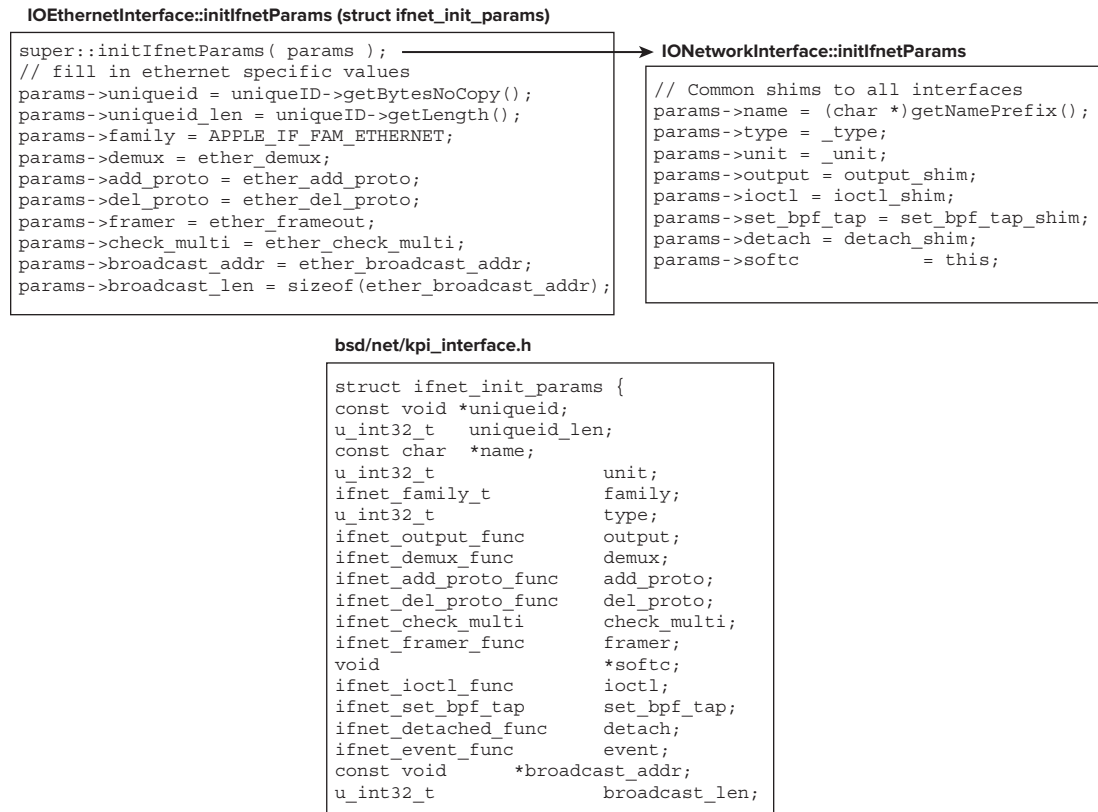 IOEthernetInterface::initIfnetParams (struct ifnet_init_params)
super::initIfnetParams( params );
// fill in ethernet specific values
params->uniqueid = uniqueID->getBytesNoCopy();
params->uniqueid_len = uniqueID->getLength();
params->family = APPLE_IF_FAM_ETHERNET;
params->demux = ether_demux;
params->add_proto = ether_add_proto;
params->del_proto = ether_del_proto;
params->framer = ether_frameout;
params->check_multi = ether_check_multi;
params->broadcast_addr = ether_broadcast_addr;
params->broadcast_len = sizeof(ether_broadcast_addr);
IONetworkInterface::initIfnetParams
// Common shims to all interfaces
params->name = (char *)getNamePrefix();
params->type = _type;
params->unit = _unit;
params->output = output_shim;
params->ioctl = ioctl_shim;
params->set_bpf_tap = set_bpf_tap_shim;
params->detach = detach_shim;
params->softc = this;
bsd/net/kpi_interface.h
struct ifnet_init_params {
const void *uniqueid;
u_int32_t uniqueid_len;
const char *name;
u_int32_t unit;
ifnet_family_t family;
u_int32_t type;
ifnet_output_func output;
ifnet_demux_func demux;
ifnet_add_proto_func add_proto;
ifnet_del_proto_func del_proto;
ifnet_check_multi check_multi;
ifnet_framer_func framer;
void *softc;
ifnet_ioctl_func ioctl;
ifnet_set_bpf_tap set_bpf_tap;
ifnet_detached_func detach;
ifnet_event_func event;
const void *broadcast_addr;
u_int32_t broadcast_len;